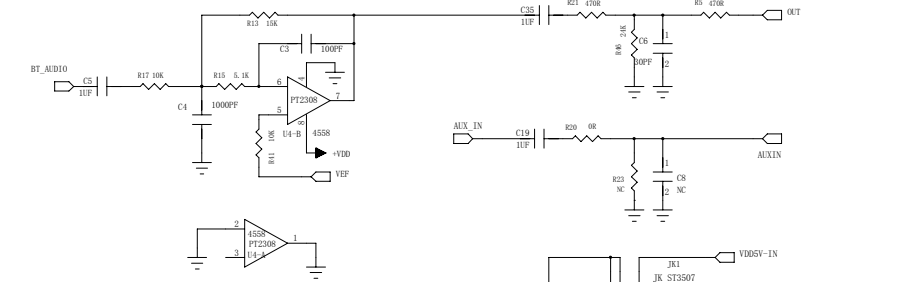 C35
R21 470R
R5 470R
OUT
R13 15K
1UF
24K
R46
C6
1
30PF
2
C3 100PF
BT_AUDIO
C5
1UF
R17 10K
R15 5.1K
6
4
PT2308
7
C4
1000PF
5
8
U4-B
4558
10K
R41
+VDD
VEF
AUX_IN
C19
1UF
R20 0R
AUXIN
1
R23
NC
C8
2
NC
2
4558
PT2308
1
3
U4-A
VDD5V-IN
JK1
JK ST3507